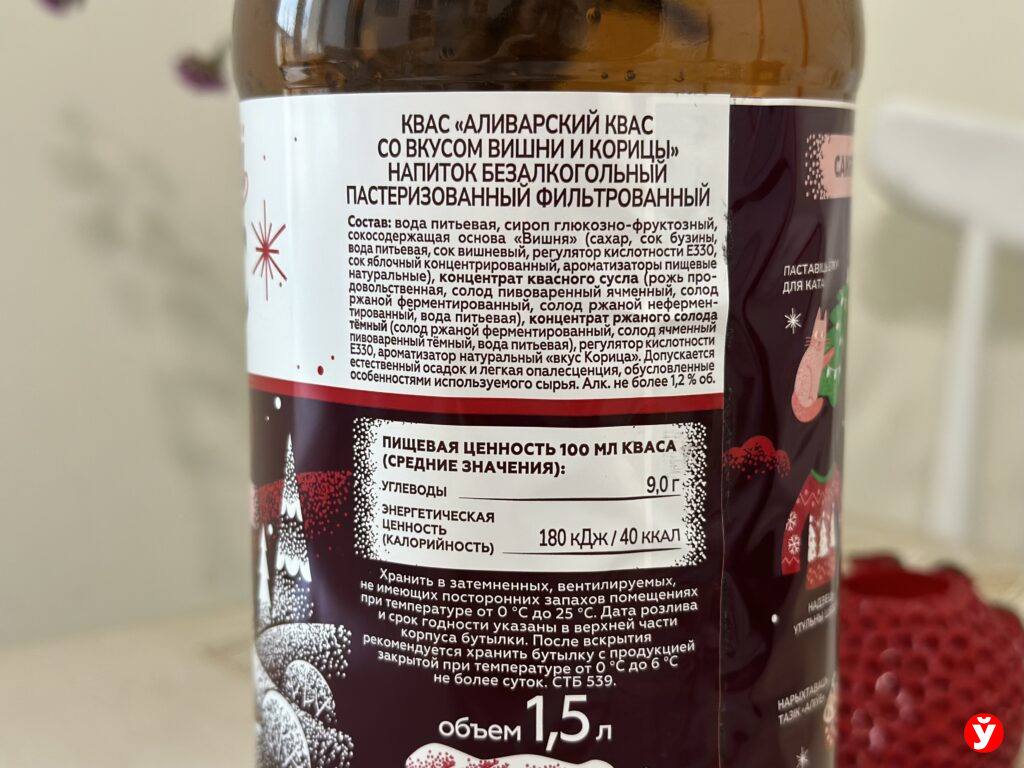 КВАС «АЛИВАРСКИЙ КВАС
СО ВКУСОМ ВИШНИ И КОРИЦЫ»
НАПИТОК БЕЗАЛКОГОЛЬНЫЙ
ПАСТЕРИЗОВАННЫЙ ФИЛЬТРОВАННЫЙ
Состав: вода питьевая, сироп глюкозно-фруктозный,
сокосодержащая основа «Вишня» (сахар, сок бузины,
вода питьевая, сок вишневый, регулятор кислотности Е330,
сок яблочный концентрированный, ароматизаторы пищевые
натуральные), концентрат квасного сусла (рожь про-
довольственная, солод пивоваренный ячменный, солод
ржаной ферментированный, солод ржаной нефермен-
тированный, вода питьевая), концентрат ржаного солода
тёмный (солод ржаной ферментированный, солод ячменный
пивоваренный тёмный, вода питьевая), регулятор кислотности
Е330, ароматизатор натуральный «вкус Корица». Допускается
естественный осадок и легкая опалесценция, обусловленные
особенностями используемого сырья. Алк. не более 1,2 % об.
ПИЩЕВАЯ ЦЕННОСТЬ 100 МЛ КВАСА
(СРЕДНИЕ ЗНАЧЕНИЯ):
УГЛЕВОДЫ 9,0 г
ЭНЕРГЕТИЧЕСКАЯ
ЦЕННОСТЬ
(КАЛОРИЙНОСТЬ) 180 кДж / 40 ККАЛ
Хранить в затемненных, вентилируемых,
не имеющих посторонних запахов помещениях
при температуре от 0 °С до 25 °С. Дата розлива
и срок годности указаны в верхней части
корпуса бутылки. После вскрытия
рекомендуется хранить бутылку с продукцией
закрытой при температуре от 0 °С до 6 °С
не более суток. СТБ 539.
объем 1,5 л
ДЛЯ КАТА
Ў